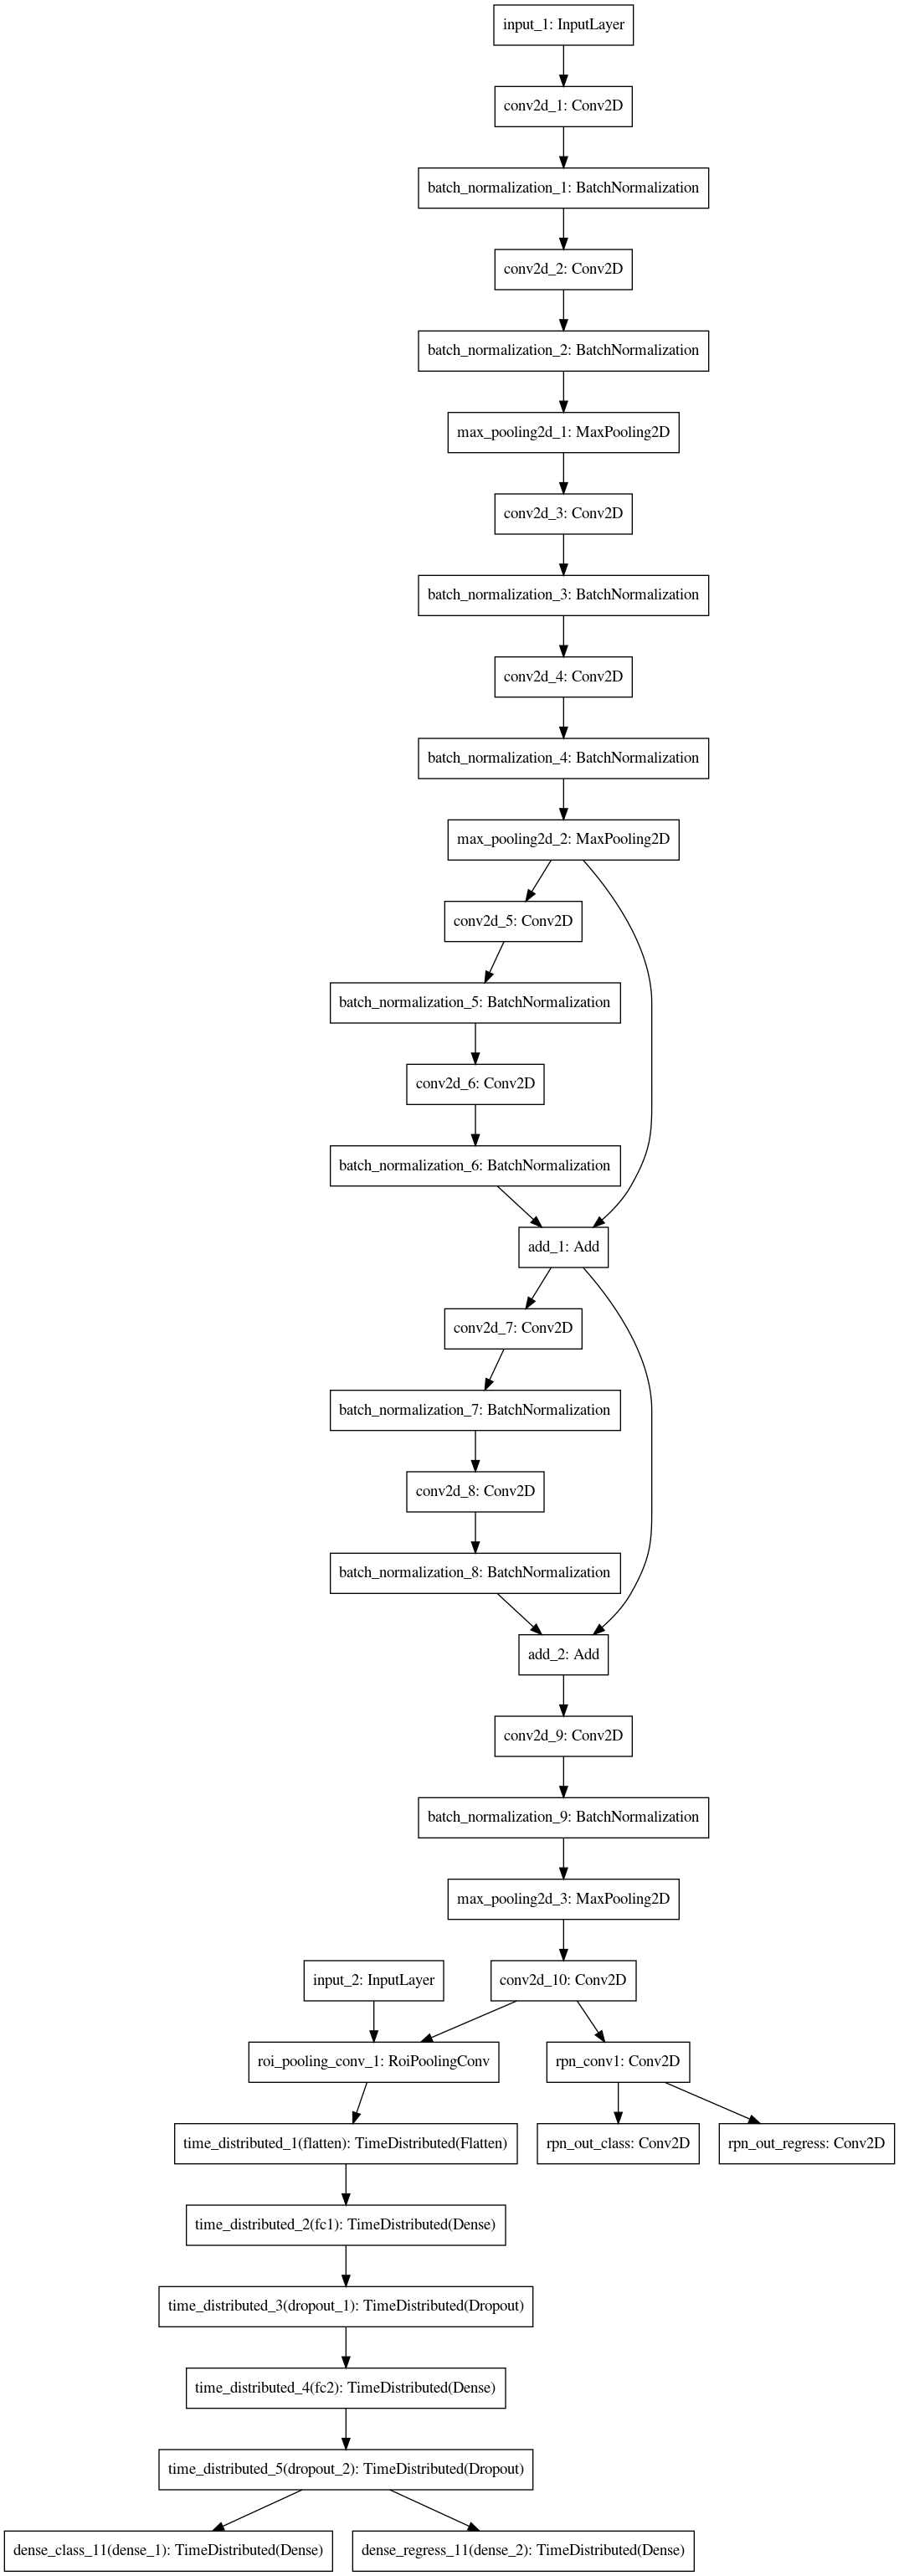 input_1: InputLayer
conv2d_1: Conv2D
batch_normalization_1: BatchNormalization
conv2d_2: Conv2D
batch_normalization_2: BatchNormalization
max_pooling2d_1: MaxPooling2D
conv2d_3: Conv2D
batch_normalization_3: BatchNormalization
conv2d_4: Conv2D
batch_normalization_4: BatchNormalization
max_pooling2d_2: MaxPooling2D
conv2d_5: Conv2D
batch_normalization_5: BatchNormalization
conv2d_6: Conv2D
batch_normalization_6: BatchNormalization
add_1: Add
conv2d_7: Conv2D
batch_normalization_7: BatchNormalization
conv2d_8: Conv2D
batch_normalization_8: BatchNormalization
add_2: Add
conv2d_9: Conv2D
batch_normalization_9: BatchNormalization
max_pooling2d_3: MaxPooling2D
input_2: InputLayer
conv2d_10: Conv2D
roi_pooling_conv_1: RoiPoolingConv
rpn_conv1: Conv2D
time_distributed_1(flatten): TimeDistributed(Flatten)
rpn_out_class: Conv2D
rpn_out_regress: Conv2D
time_distributed_2(fc1): TimeDistributed(Dense)
time_distributed_3(dropout_1): TimeDistributed(Dropout)
time_distributed_4(fc2): TimeDistributed(Dense)
time_distributed_5(dropout_2): TimeDistributed(Dropout)
dense_class_11(dense_1): TimeDistributed(Dense)
dense_regress_11(dense_2): TimeDistributed(Dense)